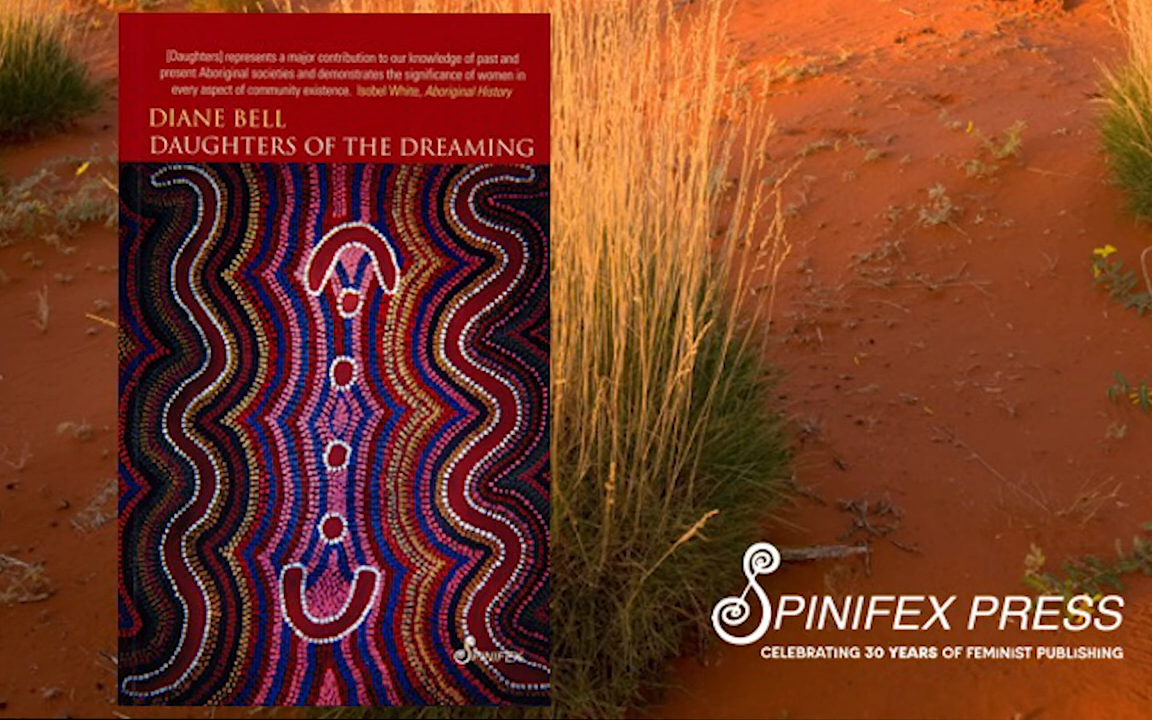 [Daughters] represents a major contribution to our knowledge of past and
present Aboriginal societies and demonstrates the significance of women in
every aspect of community existence. Isobel White, Aboriginal History
DIANE BELL
DAUGHTERS OF THE DREAMING
SPINIFEX
SPINIFEX PRESS
CELEBRATING 30 YEARS OF FEMINIST PUBLISHING